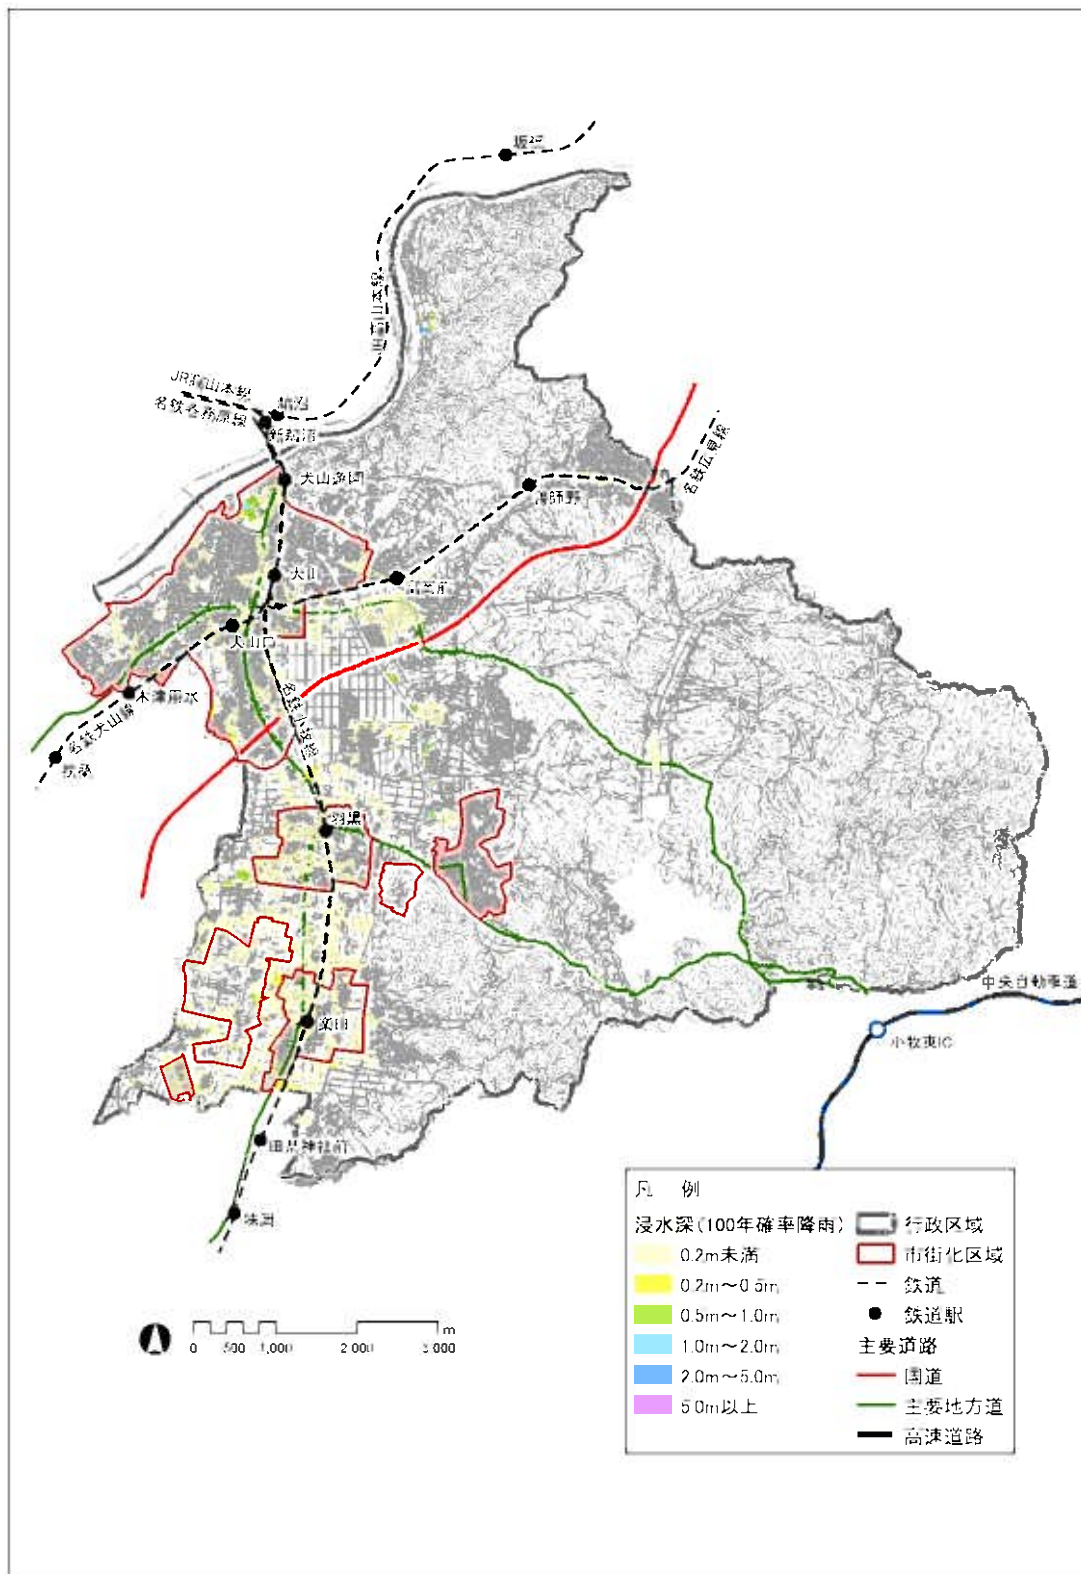 JR高山本線
JR高山本線
名鉄各務原線
鵜沼
新鵜沼
犬山遊園
名鉄広見線
善師野
犬山
富岡前
犬山口
木津用水
名鉄犬山線
名鉄小牧線
羽黒
楽田
中央自動車道
小牧東IC
田県神社前
味岡
凡 例
浸水深(100年確率降雨)
0.2m未満
0.2m～0.5m
0.5m～1.0m
1.0m～2.0m
2.0m～5.0m
5.0m以上
行政区域
市街化区域
鉄道
鉄道駅
主要道路
国道
主要地方道
高速道路
0 500 1,000 2,000 3,000 m